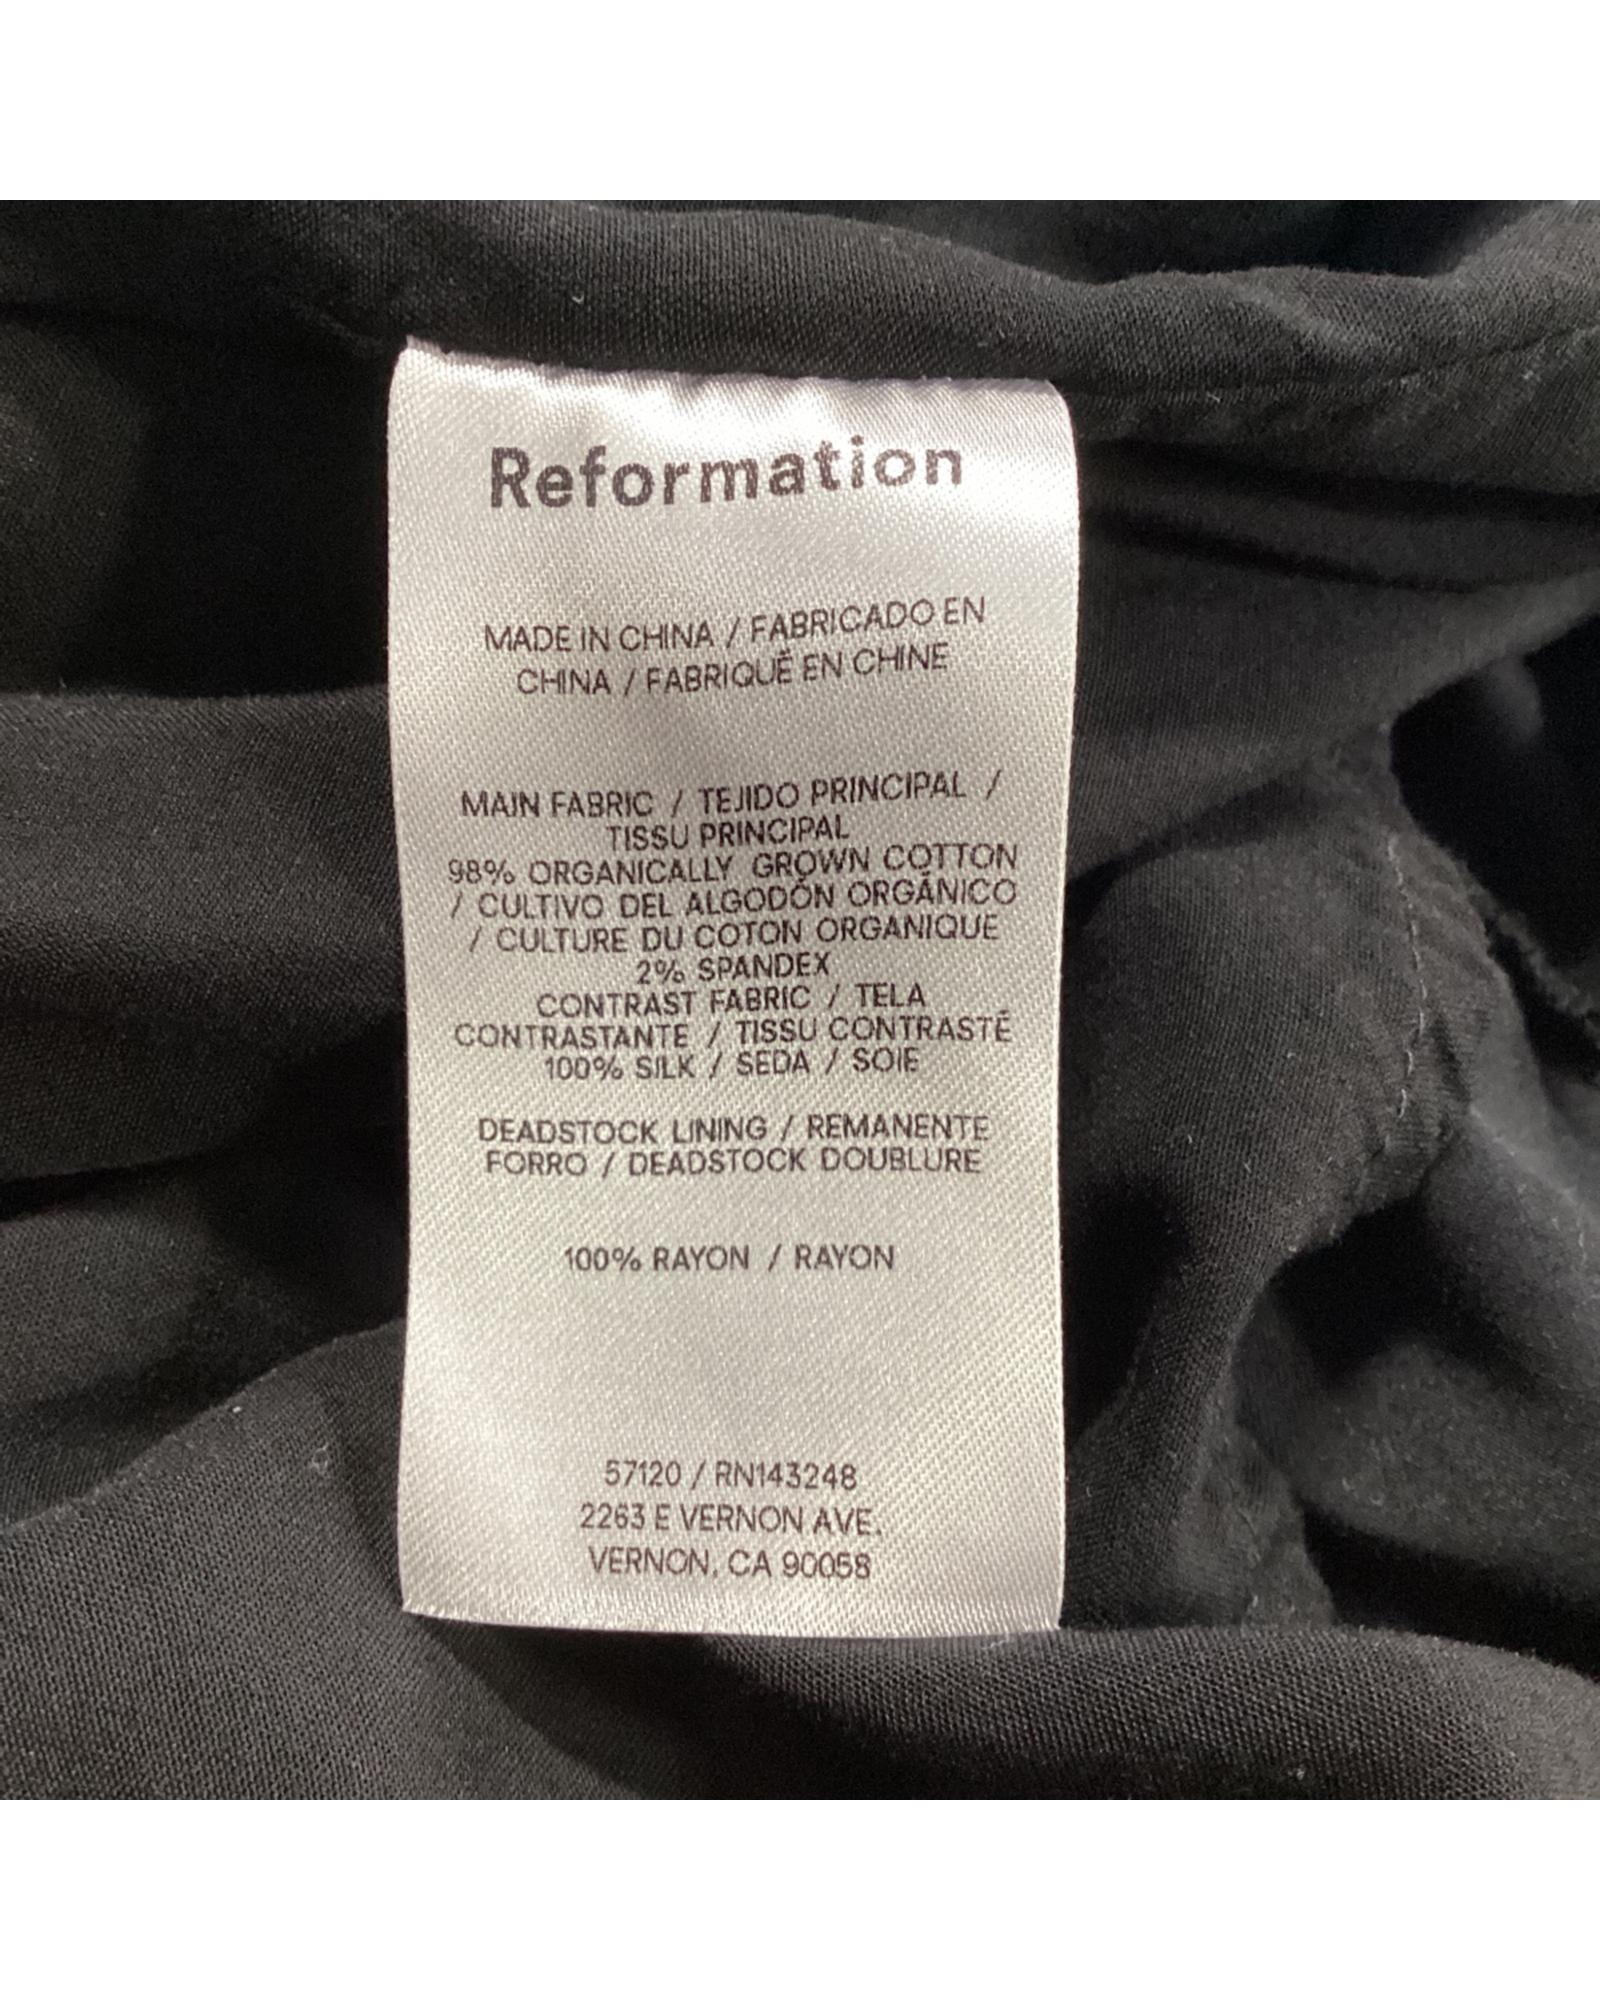 Reformation
MADE IN CHINA / FABRICADO EN
CHINA / FABRIQUÉ EN CHINE
MAIN FABRIC / TEJIDO PRINCIPAL /
TISSU PRINCIPAL
98% ORGANICALLY GROWN COTTON
/ CULTIVO DEL ALGODÓN ORGÁNICO
/ CULTURE DU COTON ORGANIQUE
2% SPANDEX
CONTRAST FABRIC / TELA
CONTRASTANTE / TISSU CONTRASTÉ
100% SILK / SEDA / SOIE
DEADSTOCK LINING / REMANENTE
FORRO / DEADSTOCK DOUBLURE
100% RAYON / RAYON
57120 / RN143248
2263 E VERNON AVE.
VERNON, CA 90058